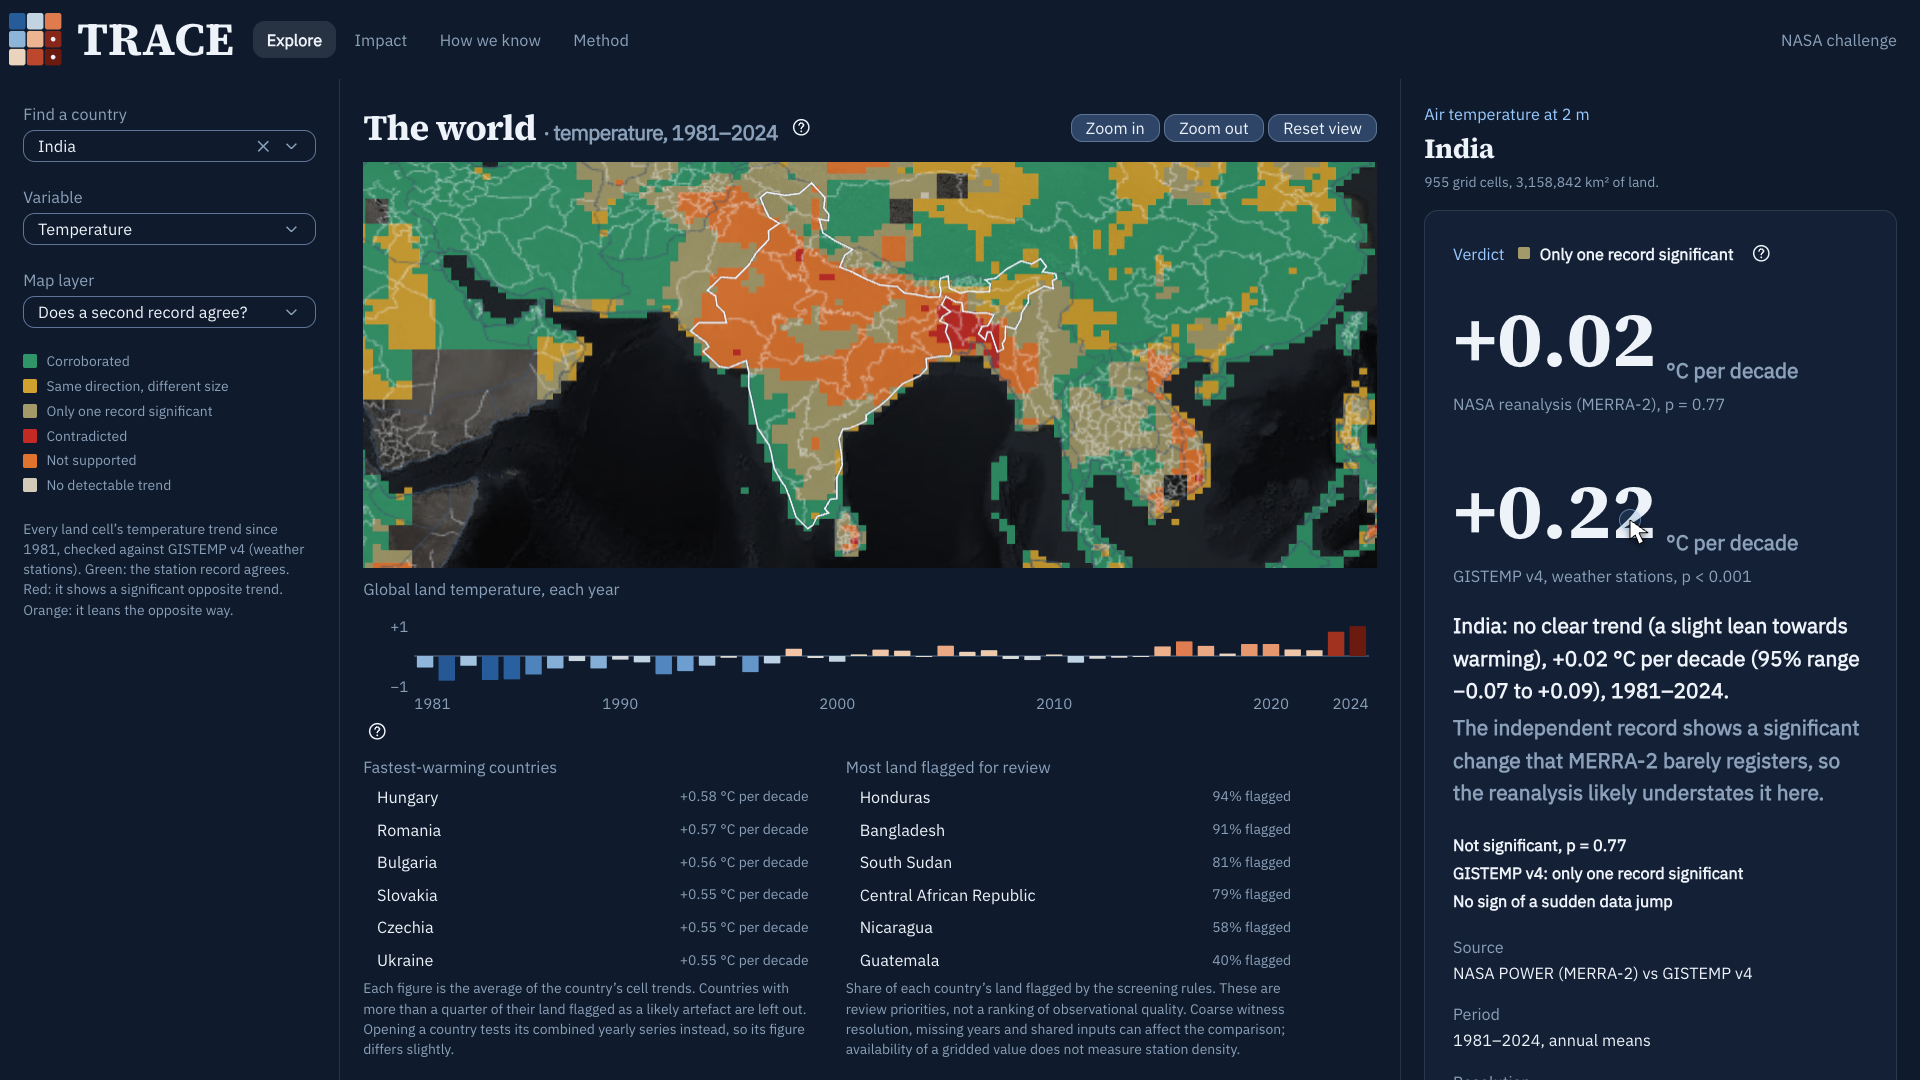 TRACE
Explore
Impact
How we know
Method
NASA challenge
Find a country
India
Variable
Temperature
Map layer
Does a second record agree?
Corroborated
Same direction, different size
Only one record significant
Contradicted
Not supported
No detectable trend
Every land cell's temperature trend since
1981, checked against GISTEMP v4 (weather
stations). Green: the station record agrees.
Red: it shows a significant opposite trend.
Orange: it leans the opposite way.
The world · temperature, 1981–2024
Zoom in
Zoom out
Reset view
Global land temperature, each year
+1
−1
1981
1990
2000
2010
2020
2024
Fastest-warming countries
Hungary +0.58 °C per decade
Romania +0.57 °C per decade
Bulgaria +0.56 °C per decade
Slovakia +0.55 °C per decade
Czechia +0.55 °C per decade
Ukraine +0.55 °C per decade
Each figure is the average of the country's cell trends. Countries with
more than a quarter of their land flagged as a likely artefact are left out.
Opening a country tests its combined yearly series instead, so its figure
differs slightly.
Most land flagged for review
Honduras 94% flagged
Bangladesh 91% flagged
South Sudan 81% flagged
Central African Republic 79% flagged
Nicaragua 58% flagged
Guatemala 40% flagged
Share of each country's land flagged by the screening rules. These are
review priorities, not a ranking of observational quality. Coarse witness
resolution, missing years and shared inputs can affect the comparison;
availability of a gridded value does not measure station density.
Air temperature at 2 m
India
955 grid cells, 3,158,842 km² of land.
Verdict Only one record significant
+0.02 °C per decade
NASA reanalysis (MERRA-2), p = 0.77
+0.22 °C per decade
GISTEMP v4, weather stations, p < 0.001
India: no clear trend (a slight lean towards
warming), +0.02 °C per decade (95% range
−0.07 to +0.09), 1981–2024.
The independent record shows a significant
change that MERRA-2 barely registers, so
the reanalysis likely understates it here.
Not significant, p = 0.77
GISTEMP v4: only one record significant
No sign of a sudden data jump
Source
NASA POWER (MERRA-2) vs GISTEMP v4
Period
1981–2024, annual means